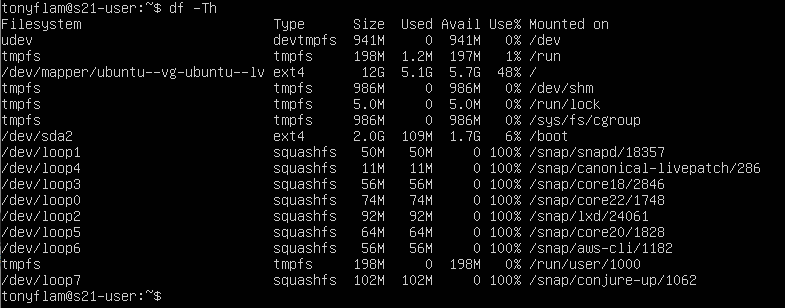 tonyflam@s21-user:~$ df -Th
Filesystem                        Type      Size  Used Avail Use% Mounted on
udev                              devtmpfs  941M     0  941M   0% /dev
tmpfs                             tmpfs     198M  1.2M  197M   1% /run
/dev/mapper/ubuntu--vg-ubuntu--lv ext4       12G  5.1G  5.7G  48% /
tmpfs                             tmpfs     986M     0  986M   0% /dev/shm
tmpfs                             tmpfs     5.0M     0  5.0M   0% /run/lock
tmpfs                             tmpfs     986M     0  986M   0% /sys/fs/cgroup
/dev/sda2                         ext4      2.0G  109M  1.7G   6% /boot
/dev/loop1                        squashfs   50M   50M     0 100% /snap/snapd/18357
/dev/loop4                        squashfs   11M   11M     0 100% /snap/canonical-livepatch/286
/dev/loop3                        squashfs   56M   56M     0 100% /snap/core18/2846
/dev/loop0                        squashfs   74M   74M     0 100% /snap/core22/1748
/dev/loop2                        squashfs   92M   92M     0 100% /snap/lxd/24061
/dev/loop5                        squashfs   64M   64M     0 100% /snap/core20/1828
/dev/loop6                        squashfs   56M   56M     0 100% /snap/aws-cli/1182
tmpfs                             tmpfs     198M     0  198M   0% /run/user/1000
/dev/loop7                        squashfs  102M  102M     0 100% /snap/conjure-up/1062
tonyflam@s21-user:~$